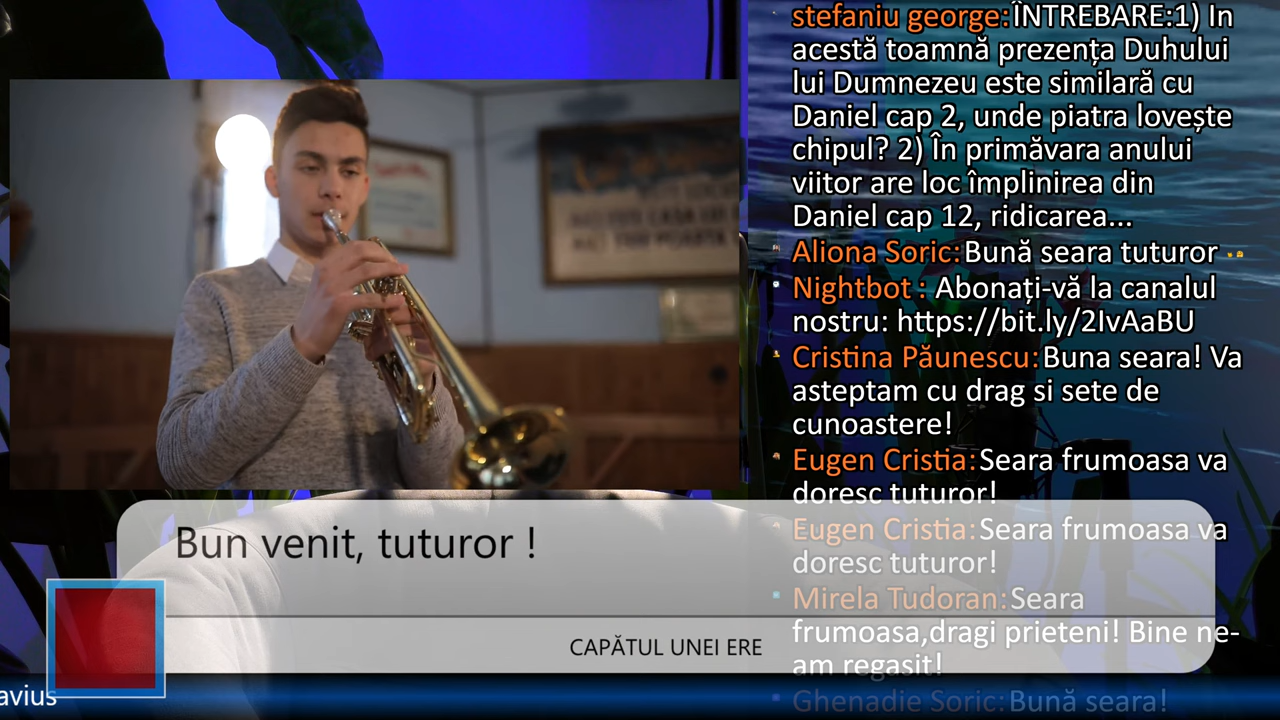 stefaniu george:ÎNTREBARE:1) In
acestă toamnă prezența Duhului
lui Dumnezeu este similară cu
Daniel cap 2, unde piatra lovește
chipul? 2) În primăvara anului
viitor are loc împlinirea din
Daniel cap 12, ridicarea...
Aliona Soric:Bună seara tuturor
Nightbot : Abonați-vă la canalul
nostru: https://bit.ly/2IvAaBU
Cristina Păunescu:Buna seara! Va
asteptam cu drag si sete de
cunoastere!
Eugen Cristia:Seara frumoasa va
doresc tuturor!
Eugen Cristia:Seara frumoasa va
doresc tuturor!
Mirela Tudoran:Seara
frumoasa,dragi prieteni! Bine ne-
am regasit!
Ghenadie Soric:Bună seara!
Bun venit, tuturor !
CAPĂTUL UNEI ERE
avius